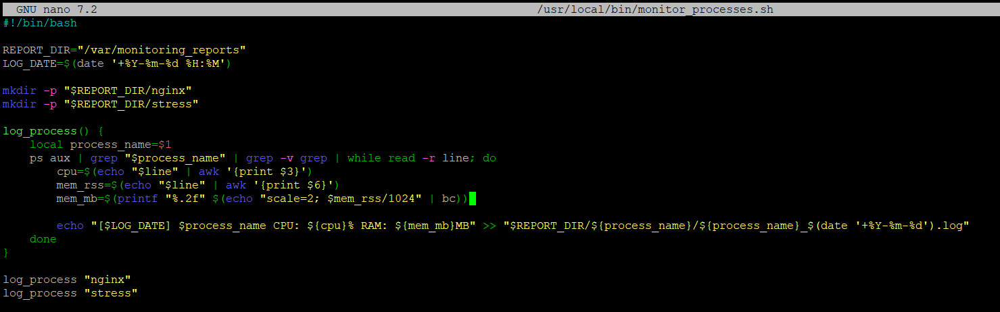 GNU nano 7.2 /usr/local/bin/monitor_processes.sh
#!/bin/bash
REPORT_DIR="/var/monitoring_reports"
LOG_DATE=$(date '+%Y-%m-%d %H:%M')
mkdir -p "$REPORT_DIR/nginx"
mkdir -p "$REPORT_DIR/stress"
log_process() {
    local process_name=$1
    ps aux | grep "$process_name" | grep -v grep | while read -r line; do
        cpu=$(echo "$line" | awk '{print $3}')
        mem_rss=$(echo "$line" | awk '{print $6}')
        mem_mb=$(printf "%.2f" $(echo "scale=2; $mem_rss/1024" | bc))
        echo "[$LOG_DATE] $process_name CPU: ${cpu}% RAM: ${mem_mb}MB" >> "$REPORT_DIR/${process_name}/${process_name}_$(date '+%Y-%m-%d').log"
    done
}
log_process "nginx"
log_process "stress"